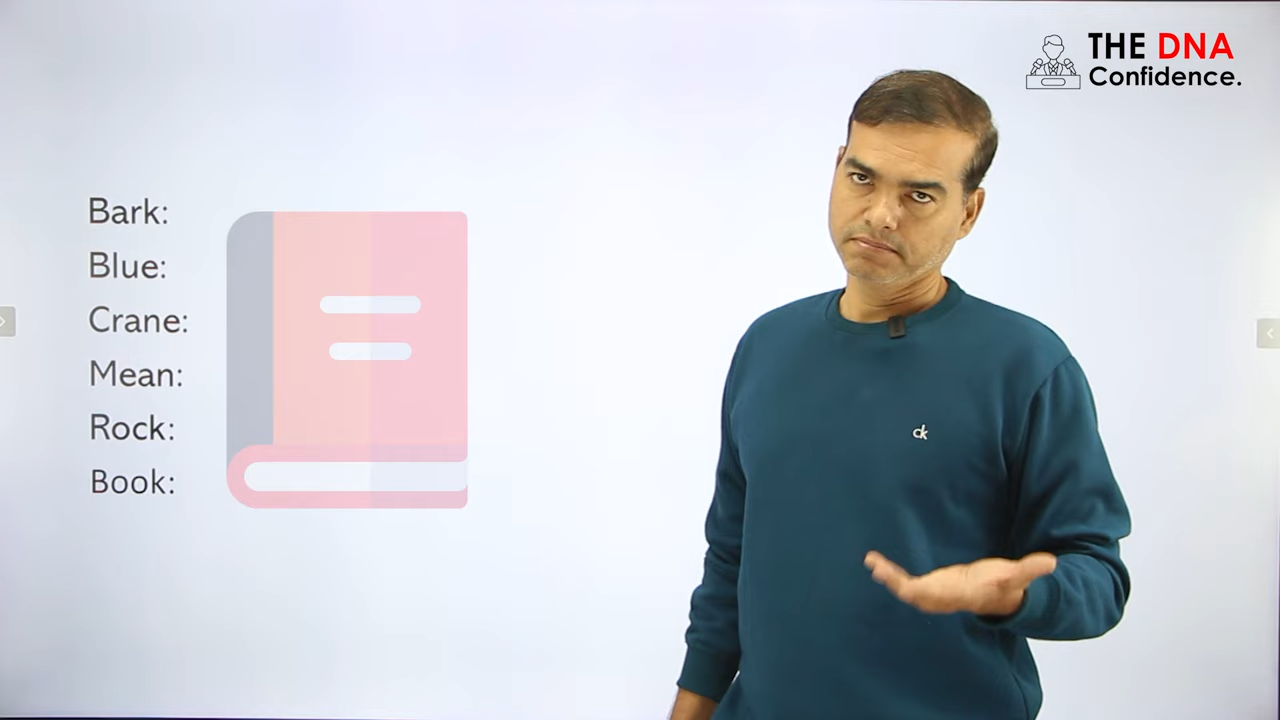 THE DNA
Confidence.
Bark:
Blue:
Crane:
Mean:
Rock:
Book:
ck